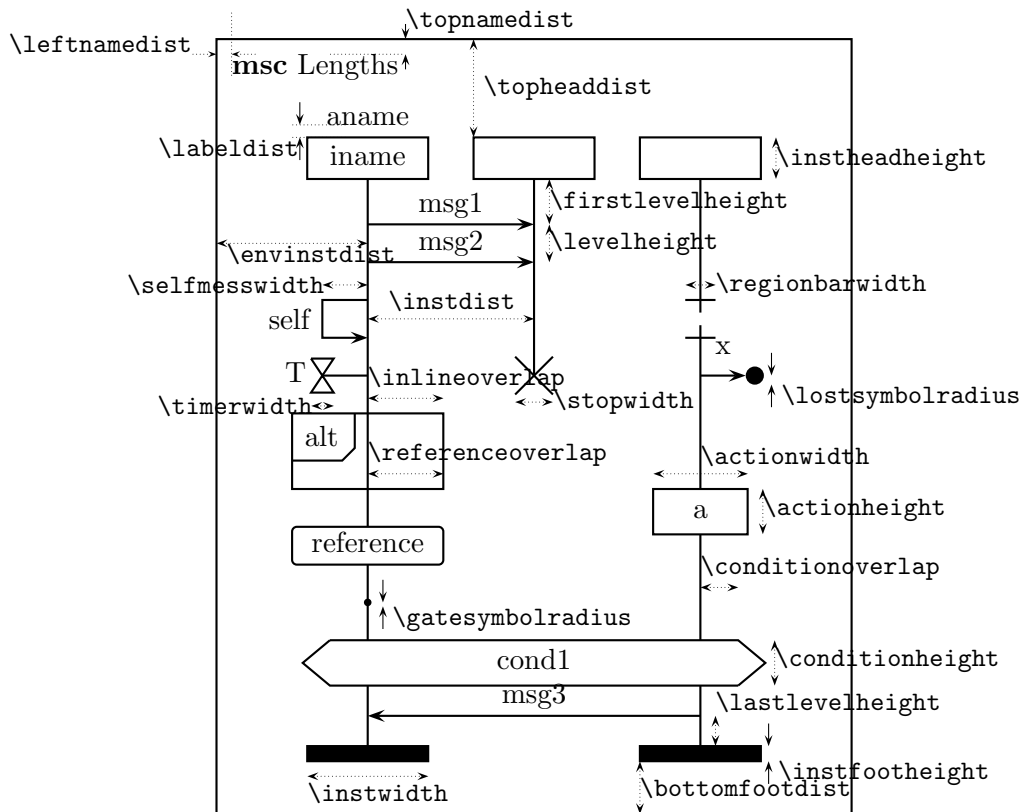 \topnamedist
\leftnamedist
msc Lengths
\topheaddist
aname
\labeldist
iname
\instheadheight
msg1
\firstlevelheight
msg2
\levelheight
\envinstdist
\selfmesswidth
\regionbarwidth
\instdist
self
x
T
\inlineoverlap
\lostsymbolradius
\timerwidth
\stopwidth
alt
\referenceoverlap
\actionwidth
a
\actionheight
reference
\conditionoverlap
\gatesymbolradius
cond1
\conditionheight
msg3
\lastlevelheight
\instfootheight
\instwidth
\bottomfootdist